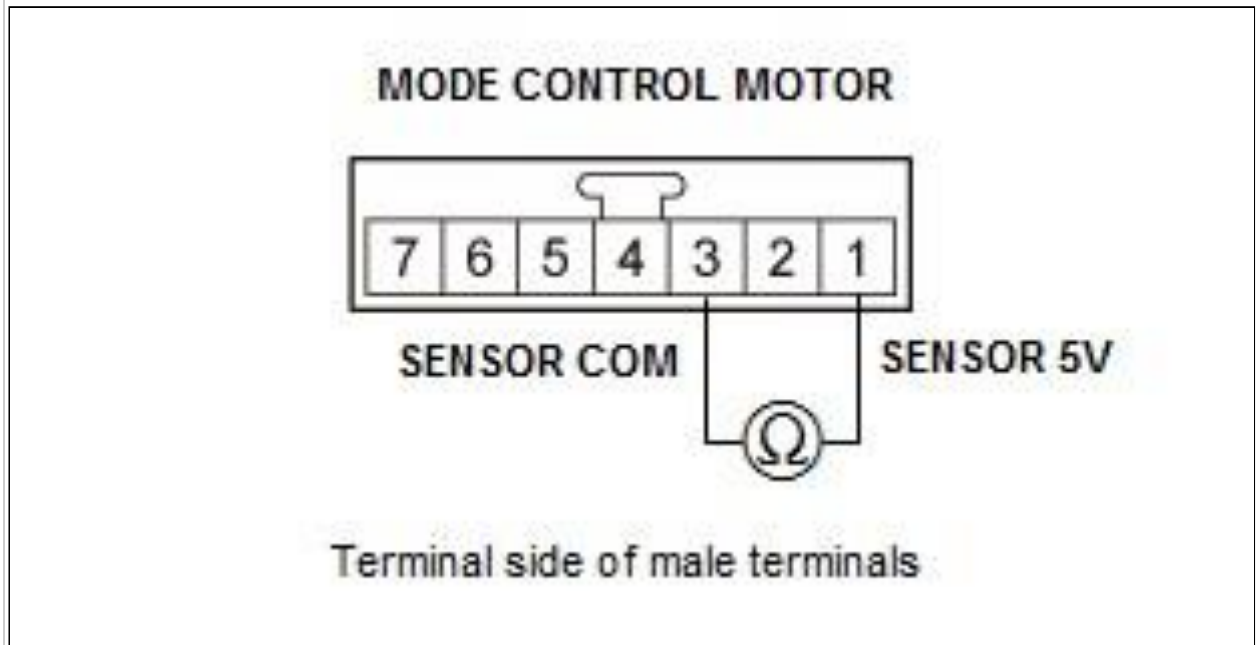 MODE CONTROL MOTOR
7 6 5 4 3 2 1
SENSOR COM
SENSOR 5V
Ω
Terminal side of male terminals